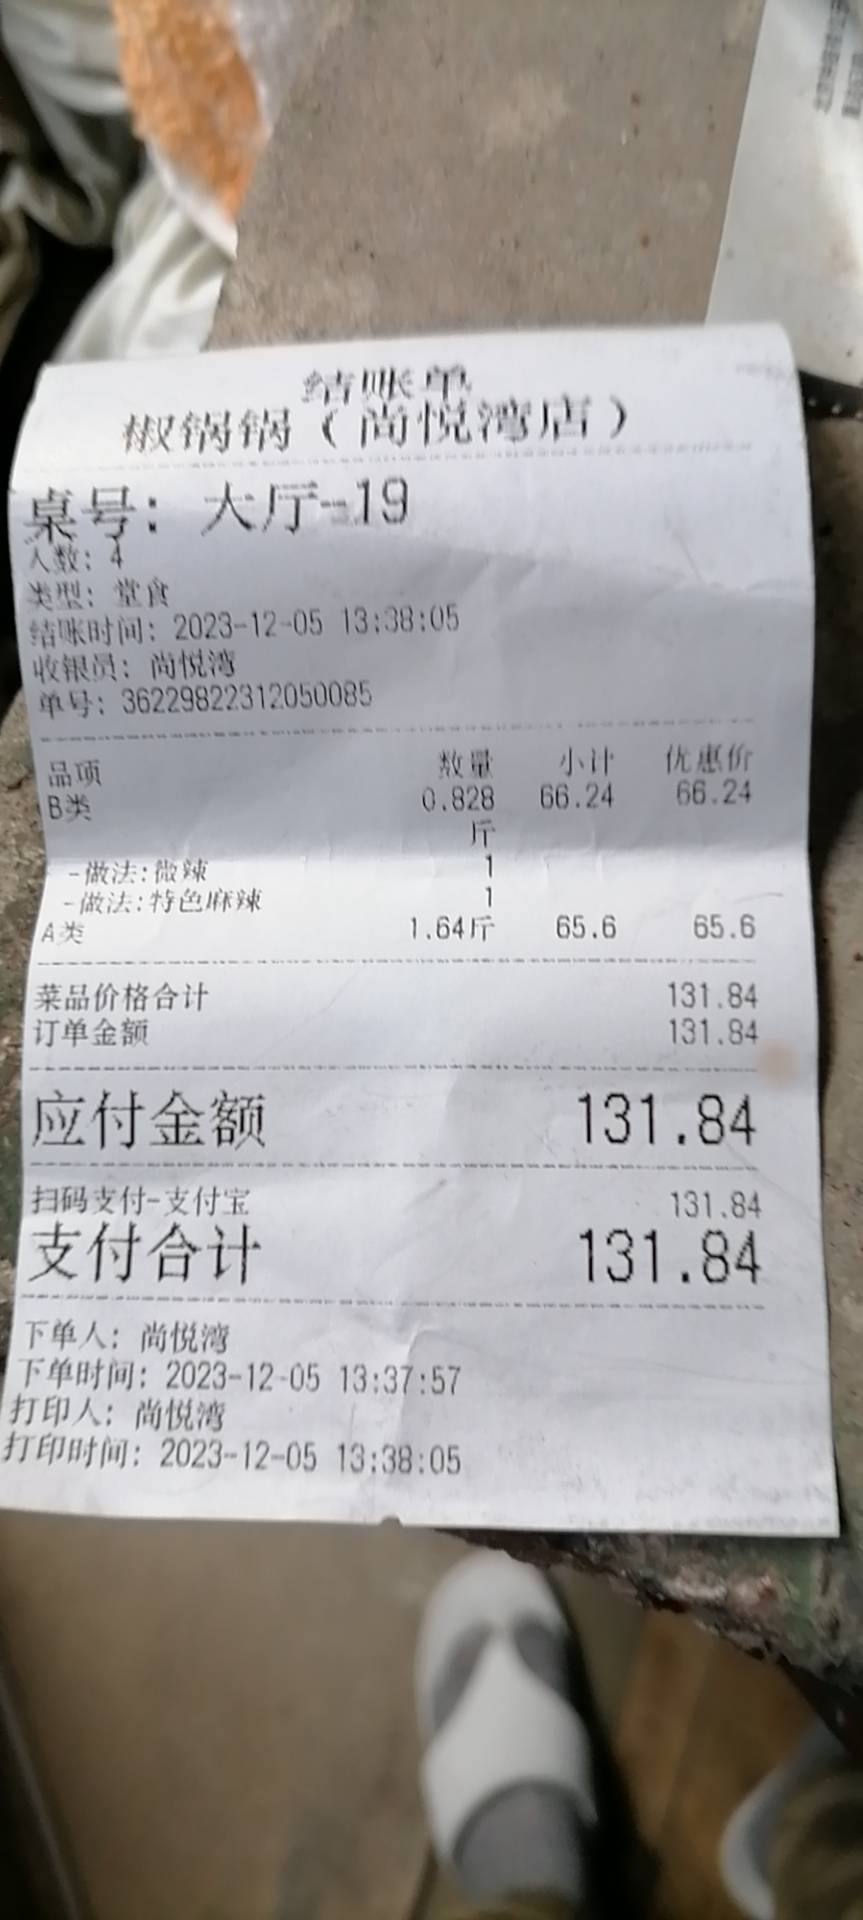 结账单
椒锅锅（尚悦湾店）
桌号：大厅-19
人数：4
类型：堂食
结账时间：2023-12-05 13:38:05
收银员：尚悦湾
单号：36229822312050085
品项 数量 小计 优惠价
B类 0.828 66.24 66.24
斤
-做法:微辣 1
-做法:特色麻辣 1
A类 1.64斤 65.6 65.6
菜品价格合计 131.84
订单金额 131.84
应付金额 131.84
扫码支付-支付宝 131.84
支付合计 131.84
下单人：尚悦湾
下单时间：2023-12-05 13:37:57
打印人：尚悦湾
打印时间：2023-12-05 13:38:05